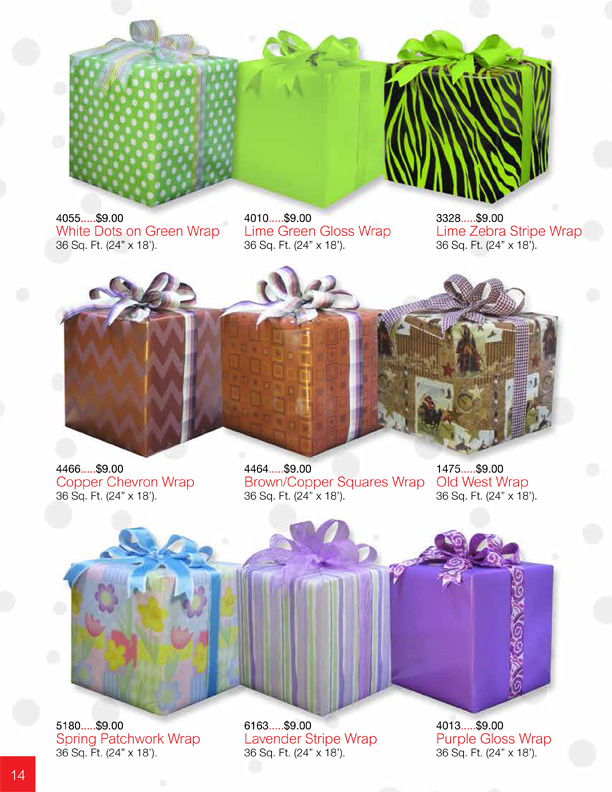 4055.....$9.00
White Dots on Green Wrap
36 Sq. Ft. (24” x 18’).
4010.....$9.00
Lime Green Gloss Wrap
36 Sq. Ft. (24” x 18’).
3328.....$9.00
Lime Zebra Stripe Wrap
36 Sq. Ft. (24” x 18’).
4466.....$9.00
Copper Chevron Wrap
36 Sq. Ft. (24” x 18’).
4464.....$9.00
Brown/Copper Squares Wrap
36 Sq. Ft. (24” x 18’).
1475.....$9.00
Old West Wrap
36 Sq. Ft. (24” x 18’).
5180.....$9.00
Spring Patchwork Wrap
36 Sq. Ft. (24” x 18’).
6163.....$9.00
Lavender Stripe Wrap
36 Sq. Ft. (24” x 18’).
4013.....$9.00
Purple Gloss Wrap
36 Sq. Ft. (24” x 18’).
14